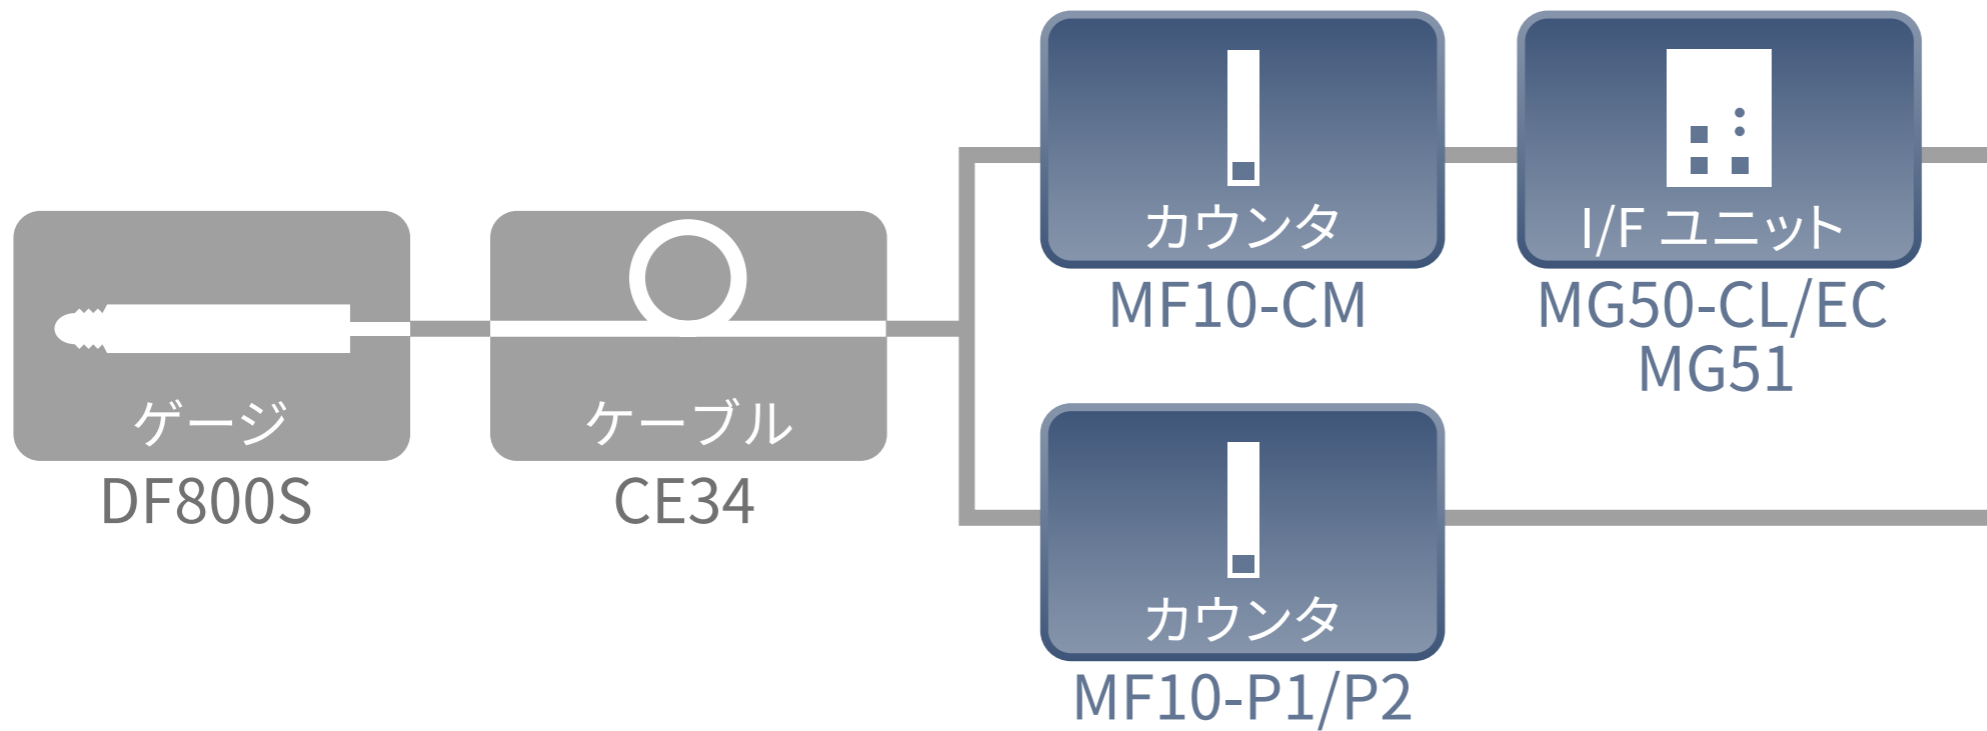 ゲージ
DF800S
ケーブル
CE34
カウンタ
MF10-CM
I/F ユニット
MG50-CL/EC
MG51
カウンタ
MF10-P1/P2